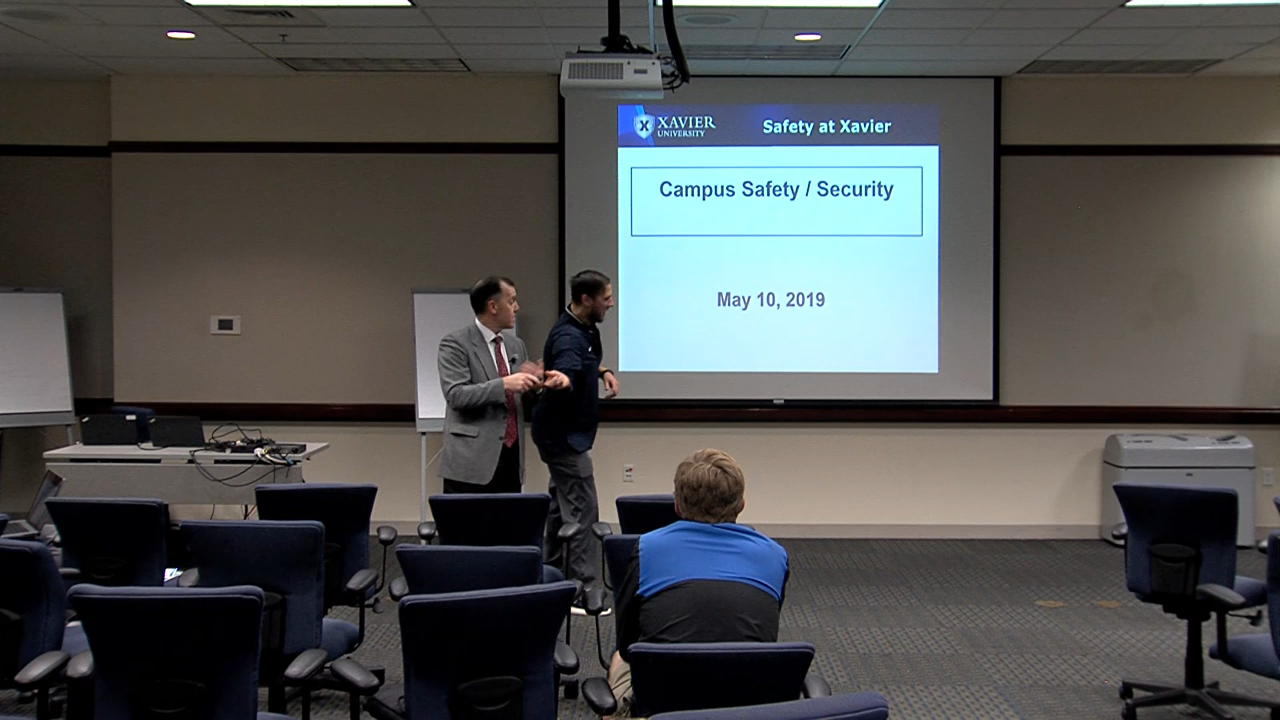 XAVIER
UNIVERSITY
Safety at Xavier
Campus Safety / Security
May 10, 2019